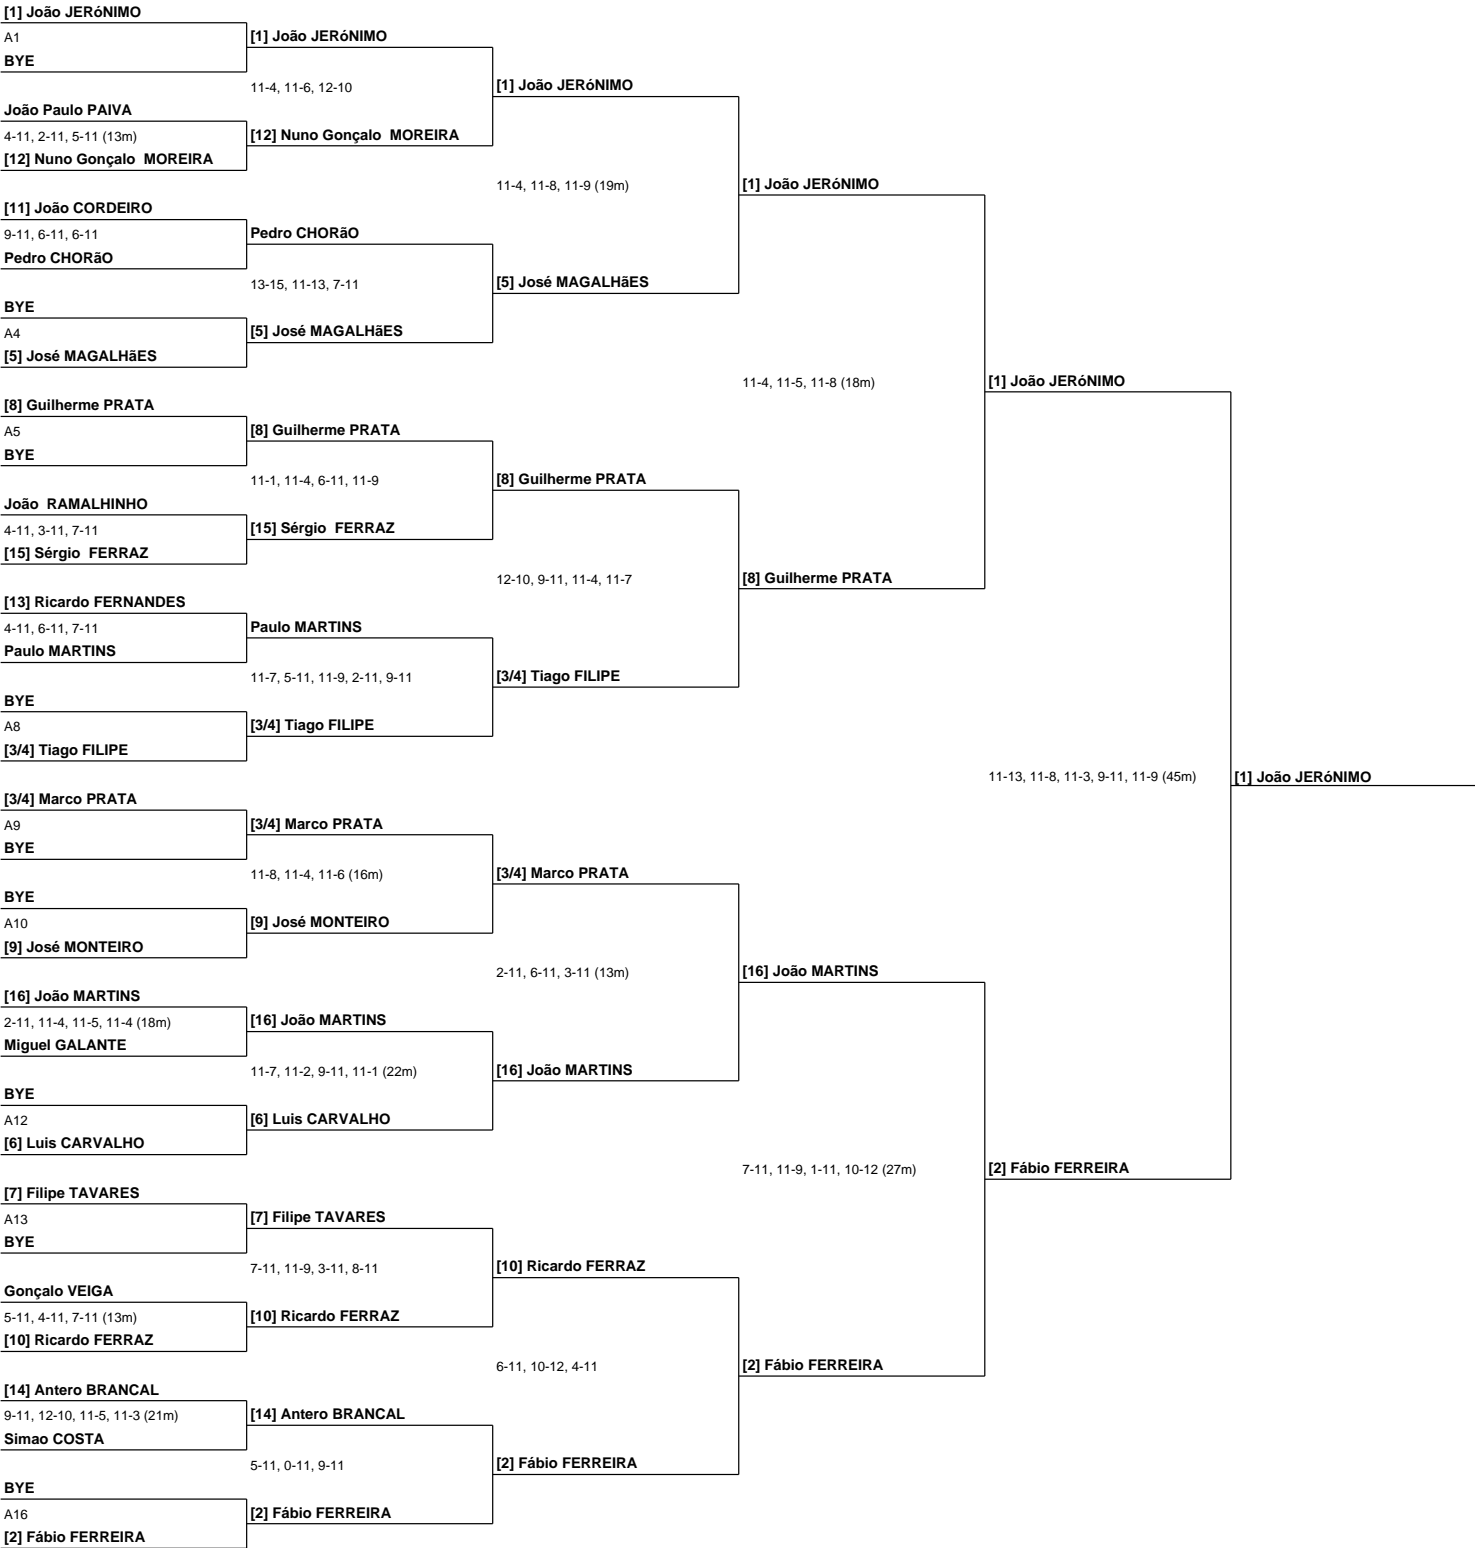 [1] João JERóNIMO
A1
BYE
João Paulo PAIVA
4-11, 2-11, 5-11 (13m)
[12] Nuno Gonçalo  MOREIRA
[11] João CORDEIRO
9-11, 6-11, 6-11
Pedro CHORãO
BYE
A4
[5] José MAGALHãES
[8] Guilherme PRATA
A5
BYE
João  RAMALHINHO
4-11, 3-11, 7-11
[15] Sérgio  FERRAZ
[13] Ricardo FERNANDES
4-11, 6-11, 7-11
Paulo MARTINS
BYE
A8
[3/4] Tiago FILIPE
[3/4] Marco PRATA
A9
BYE
BYE
A10
[9] José MONTEIRO
[16] João MARTINS
2-11, 11-4, 11-5, 11-4 (18m)
Miguel GALANTE
BYE
A12
[6] Luis CARVALHO
[7] Filipe TAVARES
A13
BYE
Gonçalo VEIGA
5-11, 4-11, 7-11 (13m)
[10] Ricardo FERRAZ
[14] Antero BRANCAL
9-11, 12-10, 11-5, 11-3 (21m)
Simao COSTA
BYE
A16
[2] Fábio FERREIRA
[1] João JERóNIMO
11-4, 11-6, 12-10
[12] Nuno Gonçalo  MOREIRA
Pedro CHORãO
13-15, 11-13, 7-11
[5] José MAGALHãES
[8] Guilherme PRATA
11-1, 11-4, 6-11, 11-9
[15] Sérgio  FERRAZ
Paulo MARTINS
11-7, 5-11, 11-9, 2-11, 9-11
[3/4] Tiago FILIPE
[3/4] Marco PRATA
11-8, 11-4, 11-6 (16m)
[9] José MONTEIRO
[16] João MARTINS
11-7, 11-2, 9-11, 11-1 (22m)
[6] Luis CARVALHO
[7] Filipe TAVARES
7-11, 11-9, 3-11, 8-11
[10] Ricardo FERRAZ
[14] Antero BRANCAL
5-11, 0-11, 9-11
[2] Fábio FERREIRA
[1] João JERóNIMO
11-4, 11-8, 11-9 (19m)
[5] José MAGALHãES
[8] Guilherme PRATA
12-10, 9-11, 11-4, 11-7
[3/4] Tiago FILIPE
[3/4] Marco PRATA
2-11, 6-11, 3-11 (13m)
[16] João MARTINS
[10] Ricardo FERRAZ
6-11, 10-12, 4-11
[2] Fábio FERREIRA
[1] João JERóNIMO
11-4, 11-5, 11-8 (18m)
[8] Guilherme PRATA
[16] João MARTINS
7-11, 11-9, 1-11, 10-12 (27m)
[2] Fábio FERREIRA
[1] João JERóNIMO
11-13, 11-8, 11-3, 9-11, 11-9 (45m)
[2] Fábio FERREIRA
[1] João JERóNIMO